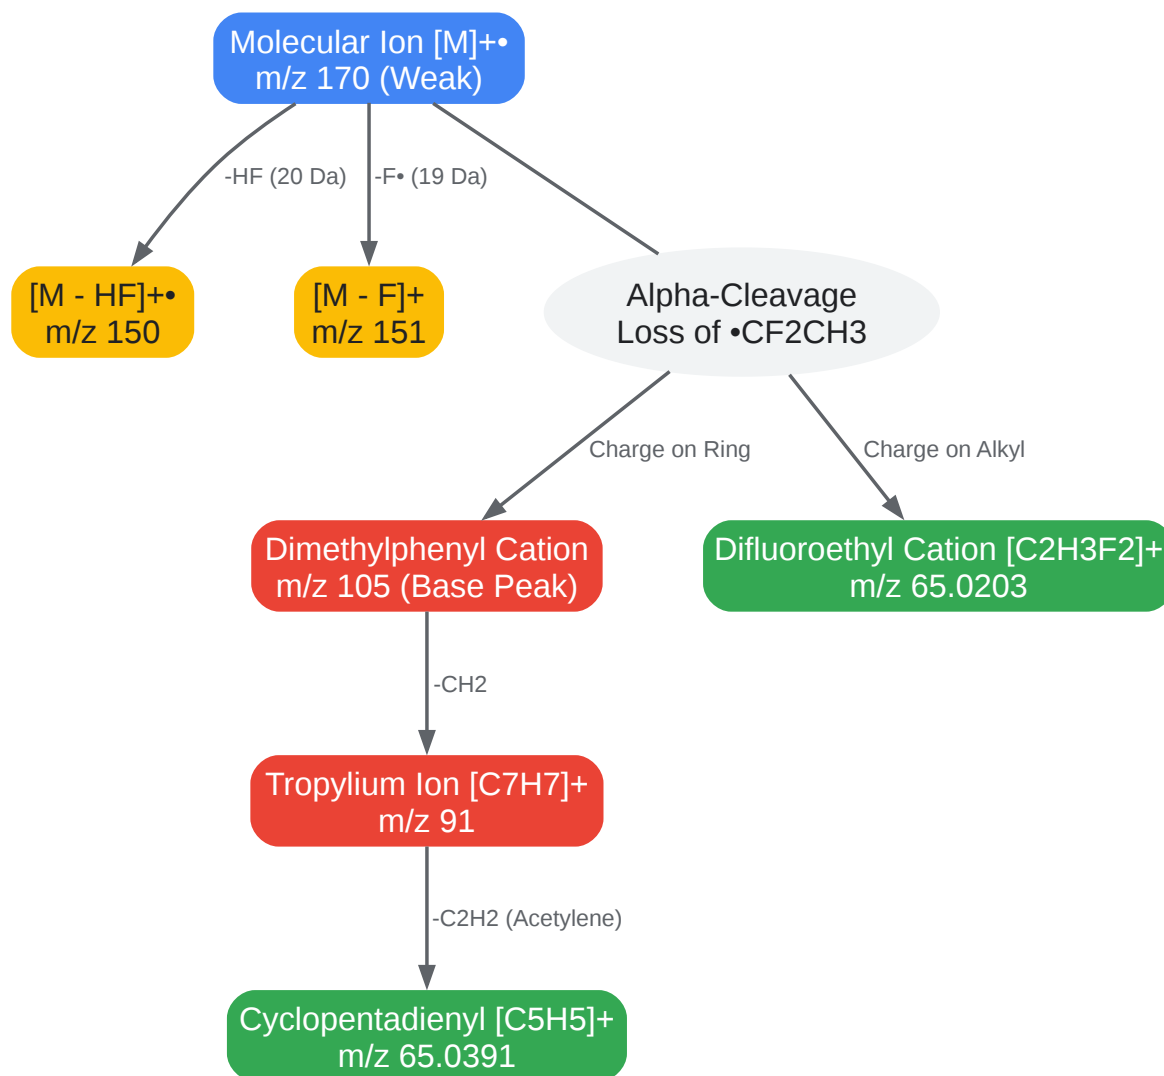 Molecular Ion [M]+•
m/z 170 (Weak)
-HF (20 Da)
-F• (19 Da)
[M - HF]+•
m/z 150
[M - F]+
m/z 151
Alpha-Cleavage
Loss of •CF2CH3
Charge on Ring
Charge on Alkyl
Dimethylphenyl Cation
m/z 105 (Base Peak)
Difluoroethyl Cation [C2H3F2]+
m/z 65.0203
-CH2
Tropylium Ion [C7H7]+
m/z 91
-C2H2 (Acetylene)
Cyclopentadienyl [C5H5]+
m/z 65.0391